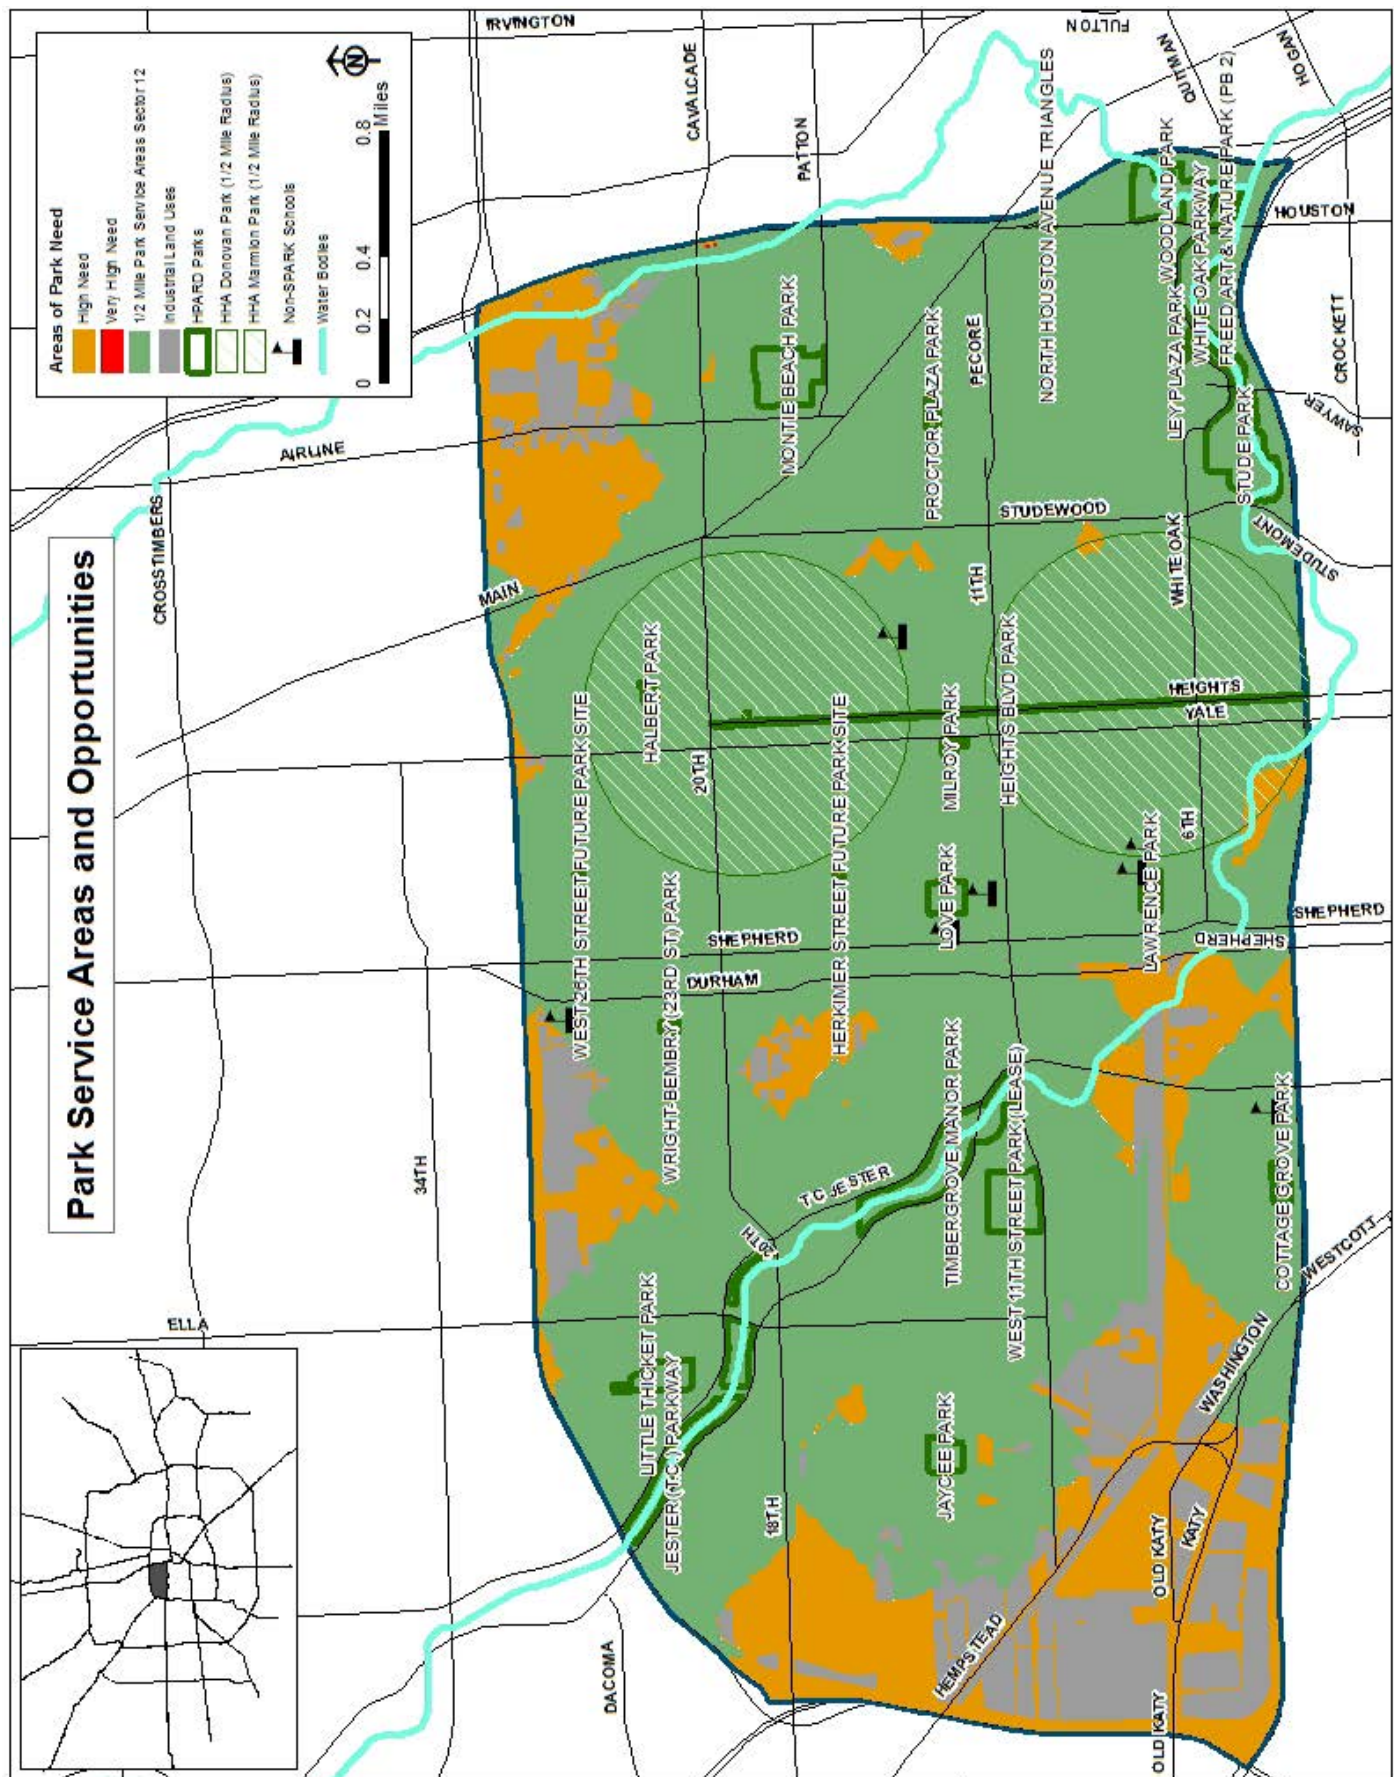 Park Service Areas and Opportunities
Areas of Park Need
High Need
Very High Need
1/2 Mile Park Service Areas Sector 12
Industrial Land Uses
HPARD Parks
HHA Donovan Park (1/2 Mile Radius)
HHA Marmion Park (1/2 Mile Radius)
Non-SPARK Schools
Water Bodies
N
0 0.2 0.4 0.8
Miles
CROSSTIMBERS
AIRLINE
IRVINGTON
ELLA
34TH
MAIN
CAVALCADE
PATTON
FULTON
QUITMAN
HOGAN
HOUSTON
CROCKETT
SAWYER
DACOMA
LITTLE THICKET PARK
JESTER (T.C.) PARKWAY
WEST 26TH STREET FUTURE PARK SITE
WRIGHT-BEMBRY (23RD ST) PARK
HALBERT PARK
20TH
SHEPHERD
DURHAM
20TH
T C JESTER
18TH
MONTIE BEACH PARK
HERKIMER STREET FUTURE PARK SITE
PROCTOR PLAZA PARK
PECORE
MILROY PARK
LOVE PARK
TIMBERGROVE MANOR PARK
JAYCEE PARK
HEMPSTEAD
11TH
STUDEWOOD
HEIGHTS BLVD PARK
WEST 11TH STREET PARK (LEASE)
NORTH HOUSTON AVENUE TRIANGLES
WOODLAND PARK
LEY PLAZA PARK
WHITE OAK PARKWAY
FREED ART & NATURE PARK (PB 2)
STUDE PARK
WHITE OAK
STUDEMONT
HEIGHTS
YALE
6TH
LAWRENCE PARK
SHEPHERD
SHEPHERD
COTTAGE GROVE PARK
WESTCOTT
WASHINGTON
OLD KATY
KATY
OLD KATY